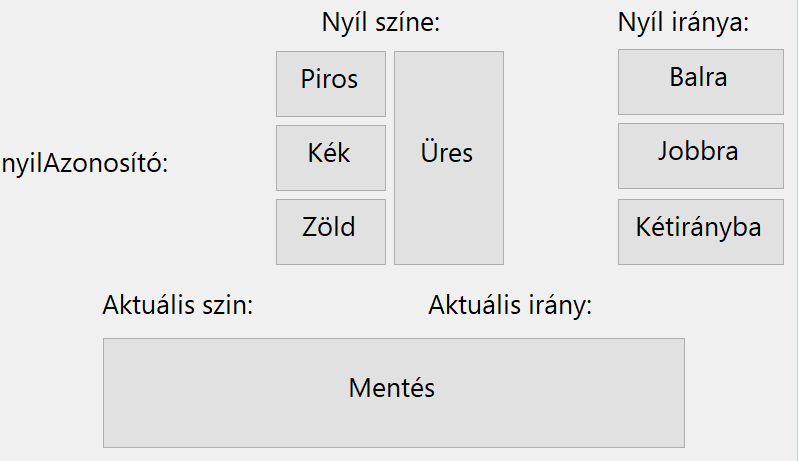 Nyíl színe:
Nyíl iránya:
Piros
Balra
Kék
Üres
Jobbra
nyilAzonosító:
Zöld
Kétirányba
Aktuális szin:
Aktuális irány:
Mentés